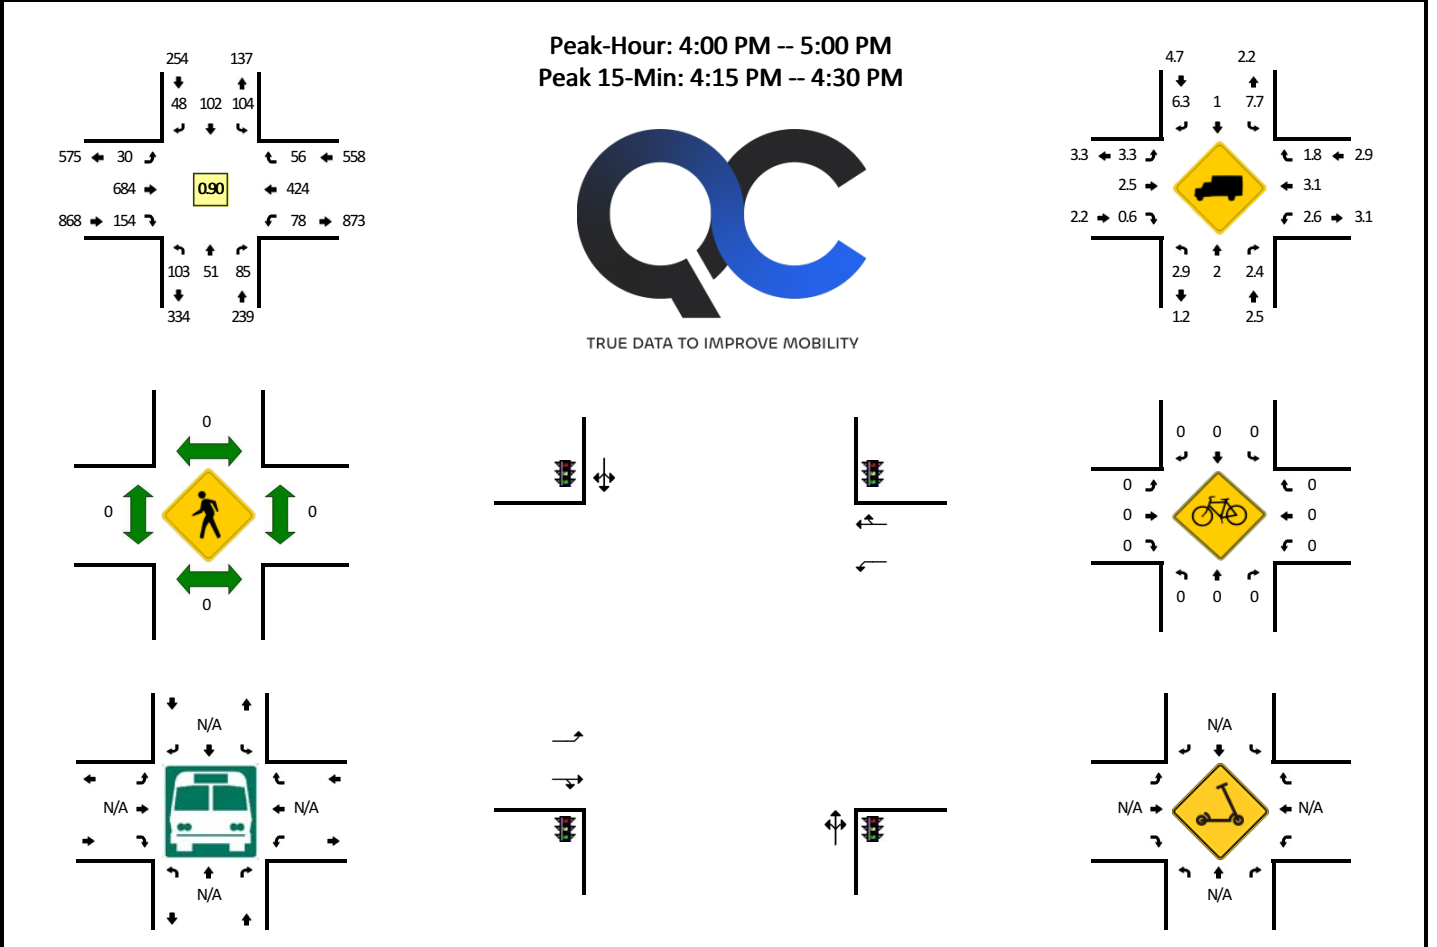 Peak-Hour: 4:00 PM -- 5:00 PM
Peak 15-Min: 4:15 PM -- 4:30 PM
254 137
48 102 104
575 30 56 558
684 0.90 424
868 154 78 873
103 51 85
334 239
QC
TRUE DATA TO IMPROVE MOBILITY
4.7 2.2
6.3 1 7.7
3.3 3.3 1.8 2.9
2.5 3.1
2.2 0.6 2.6 3.1
2.9 2 2.4
1.2 2.5
0
0 0
0
0 0 0
0 0
0 0
0 0
0 0 0
N/A
N/A N/A
N/A
N/A
N/A N/A
N/A